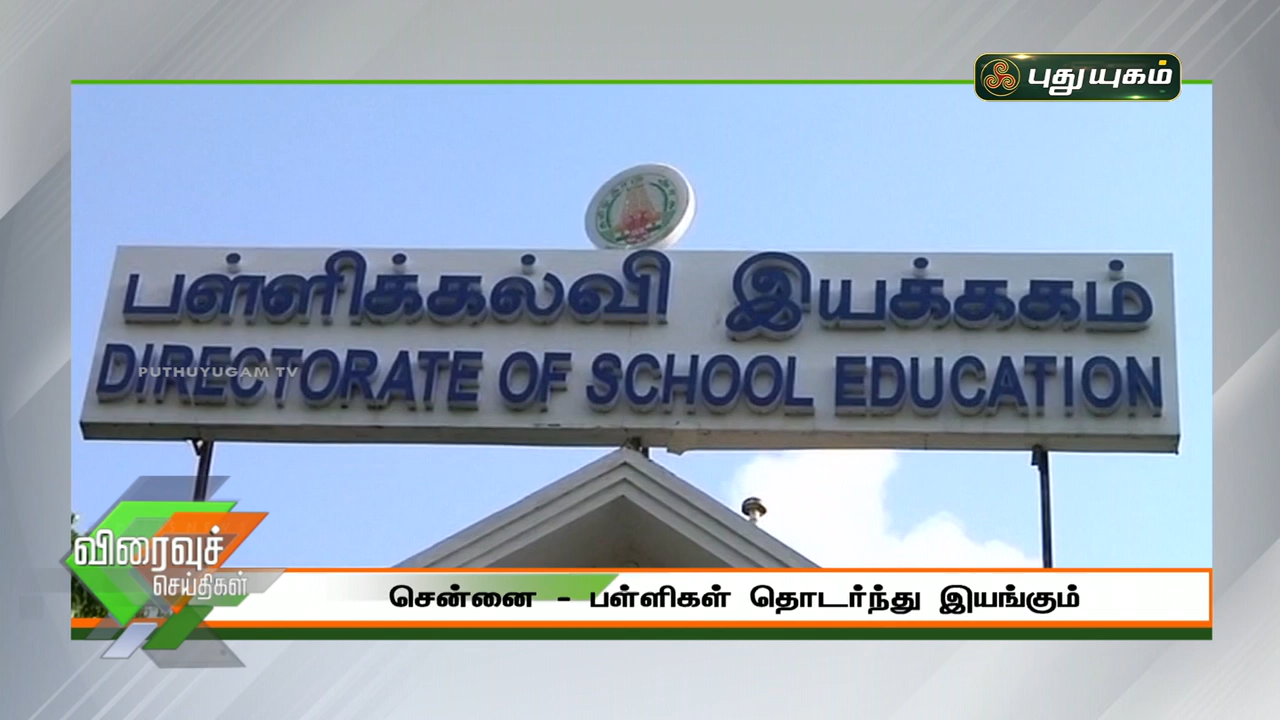 புதுயுகம்
பள்ளிக்கல்வி இயக்ககம்
DIRECTORATE OF SCHOOL EDUCATION
PUTHUYUGAM TV
விரைவுச்
செய்திகள்
சென்னை - பள்ளிகள் தொடர்ந்து இயங்கும்